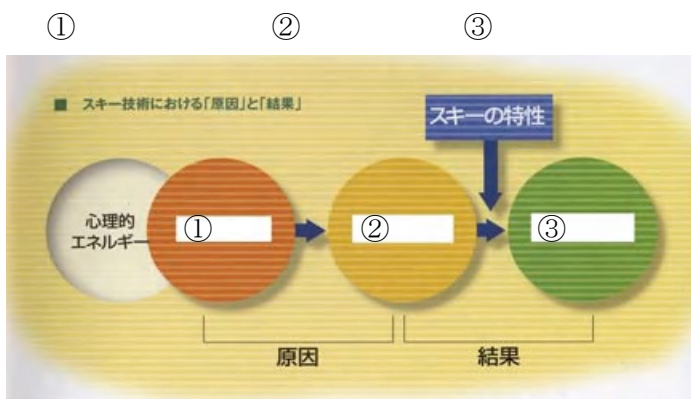 ① ② ③
■ スキー技術における「原因」と「結果」
スキーの特性
心理的
エネルギー
① ② ③
原因 結果